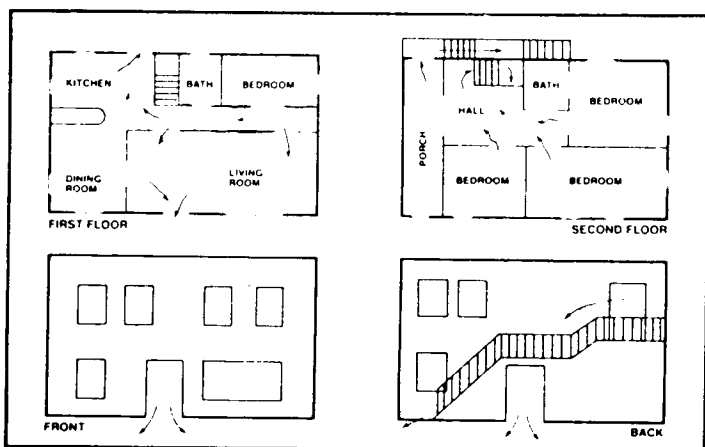 KITCHEN
BATH
BEDROOM
DINING
ROOM
LIVING
ROOM
FIRST FLOOR
PORCH
HALL
BATH
BEDROOM
BEDROOM
BEDROOM
SECOND FLOOR
FRONT
BACK